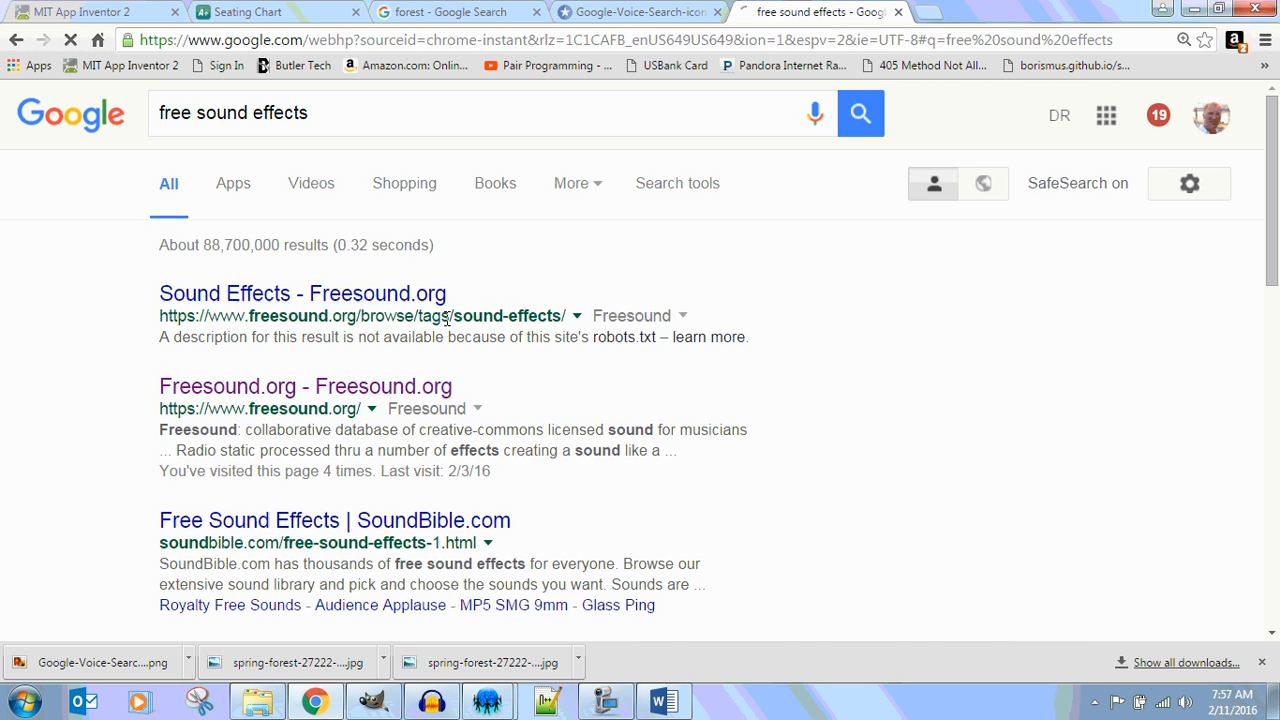 MIT App Inventor 2
Seating Chart
forest - Google Search
Google-Voice-Search-icon
free sound effects - Goog
https://www.google.com/webhp?sourceid=chrome-instant&rlz=1C1CAFB_enUS649US649&ion=1&espv=2&ie=UTF-8#q=free%20sound%20effects
Apps
MIT App Inventor 2
Sign In
Butler Tech
Amazon.com: Onlin...
Pair Programming - ...
USBank Card
Pandora Internet Ra...
405 Method Not All...
borismus.github.io/s...
Google
free sound effects
DR
19
All
Apps
Videos
Shopping
Books
More
Search tools
SafeSearch on
About 88,700,000 results (0.32 seconds)
Sound Effects - Freesound.org
https://www.freesound.org/browse/tags/sound-effects/ Freesound
A description for this result is not available because of this site's robots.txt – learn more.
Freesound.org - Freesound.org
https://www.freesound.org/ Freesound
Freesound: collaborative database of creative-commons licensed sound for musicians
... Radio static processed thru a number of effects creating a sound like a ...
You've visited this page 4 times. Last visit: 2/3/16
Free Sound Effects | SoundBible.com
soundbible.com/free-sound-effects-1.html
SoundBible.com has thousands of free sound effects for everyone. Browse our
extensive sound library and pick and choose the sounds you want. Sounds are ...
Royalty Free Sounds - Audience Applause - MP5 SMG 9mm - Glass Ping
Google-Voice-Searc....png
spring-forest-27222-....jpg
spring-forest-27222-....jpg
Show all downloads...
7:57 AM
2/11/2016